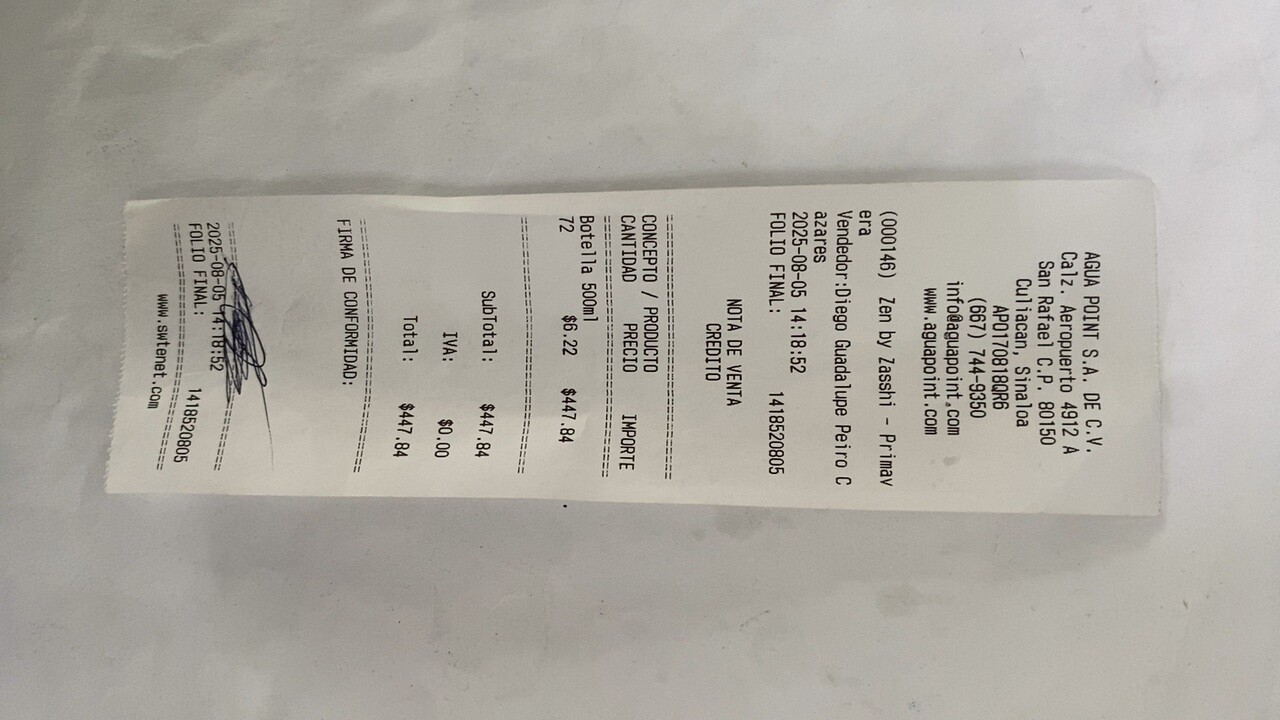 AGUA POINT S.A. DE C.V.
Calz. Aeropuerto 4912 A
San Rafael C.P. 80150
Culiacan, Sinaloa
APO170818QR6
(667) 744-9350
info@aguapoint.com
www.aguapoint.com
(000146) Zen by Zasshi - Primav
era
Vendedor:Diego Guadalupe Peiro C
azares
2025-08-05 14:18:52
FOLIO FINAL: 1418520805
NOTA DE VENTA
CREDITO
================================
CONCEPTO / PRODUCTO
CANTIDAD PRECIO IMPORTE
================================
Botella 500ml
72 $6.22 $447.84
================================
SubTotal: $447.84
IVA: $0.00
Total: $447.84
================================
FIRMA DE CONFORMIDAD:
================================
2025-08-05 14:18:52
FOLIO FINAL: 1418520805
================================
www.swtenet.com